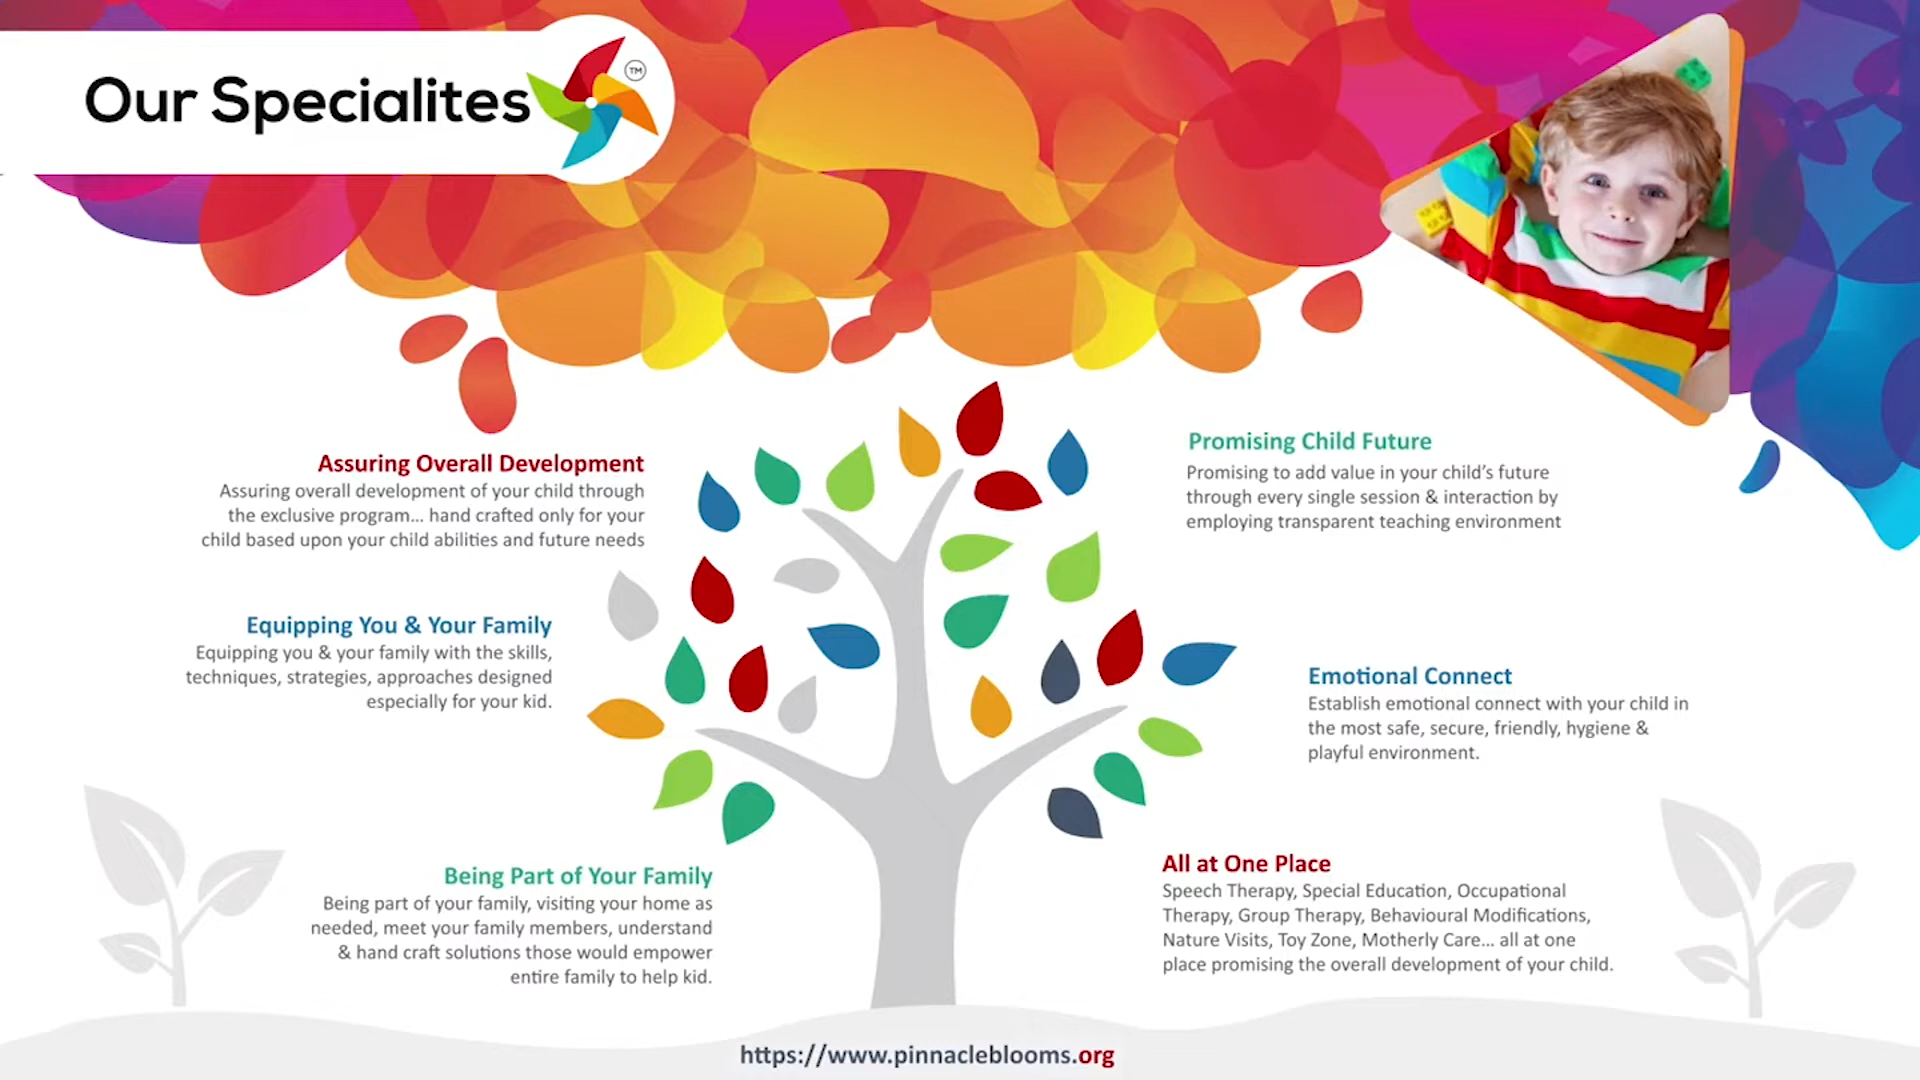 Our Specialites
TM
Assuring Overall Development
Assuring overall development of your child through
the exclusive program... hand crafted only for your
child based upon your child abilities and future needs
Equipping You & Your Family
Equipping you & your family with the skills,
techniques, strategies, approaches designed
especially for your kid.
Being Part of Your Family
Being part of your family, visiting your home as
needed, meet your family members, understand
& hand craft solutions those would empower
entire family to help kid.
Promising Child Future
Promising to add value in your child's future
through every single session & interaction by
employing transparent teaching environment
Emotional Connect
Establish emotional connect with your child in
the most safe, secure, friendly, hygiene &
playful environment.
All at One Place
Speech Therapy, Special Education, Occupational
Therapy, Group Therapy, Behavioural Modifications,
Nature Visits, Toy Zone, Motherly Care... all at one
place promising the overall development of your child.
https://www.pinnacleblooms.org